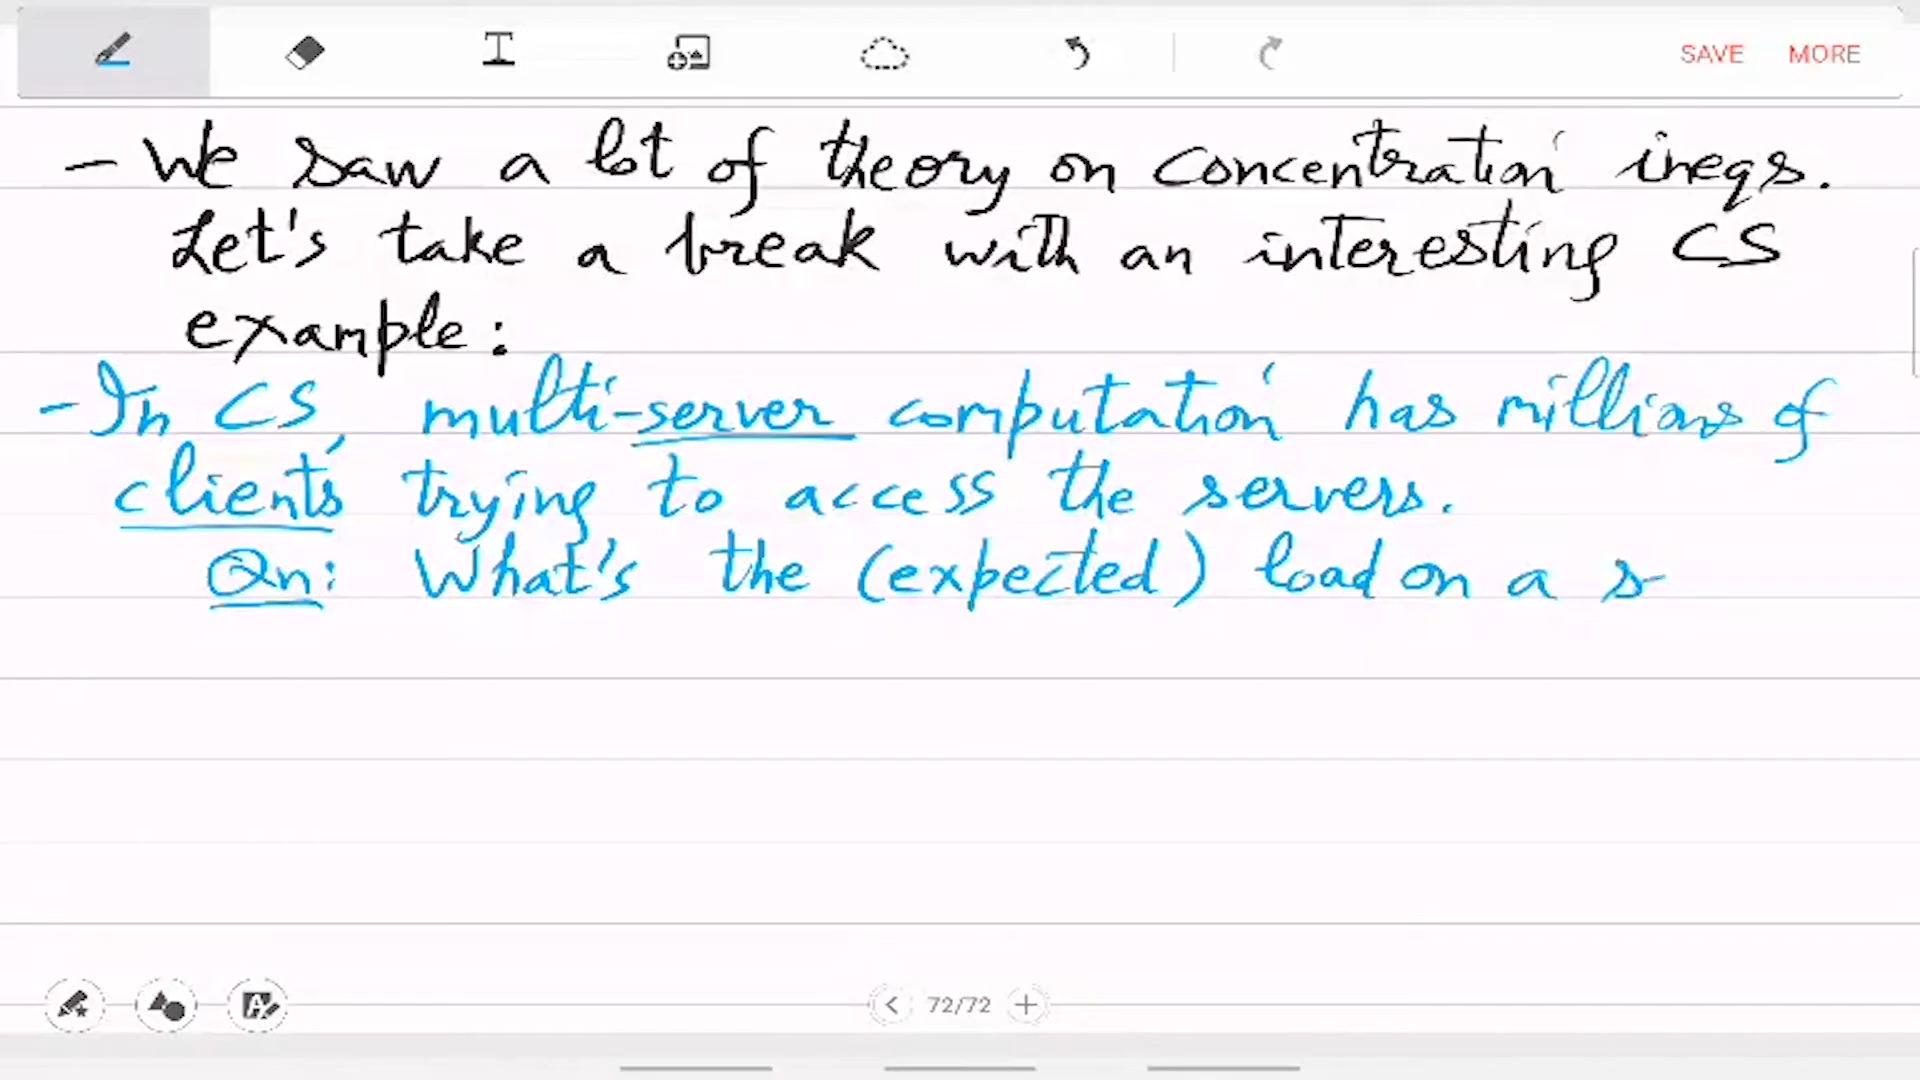 SAVE MORE
- We saw a lot of theory on concentration ineqs.
Let's take a break with an interesting CS
example:
- In CS, multi-server computation has millions of
clients trying to access the servers.
Qn: What's the (expected) load on a s
72/72